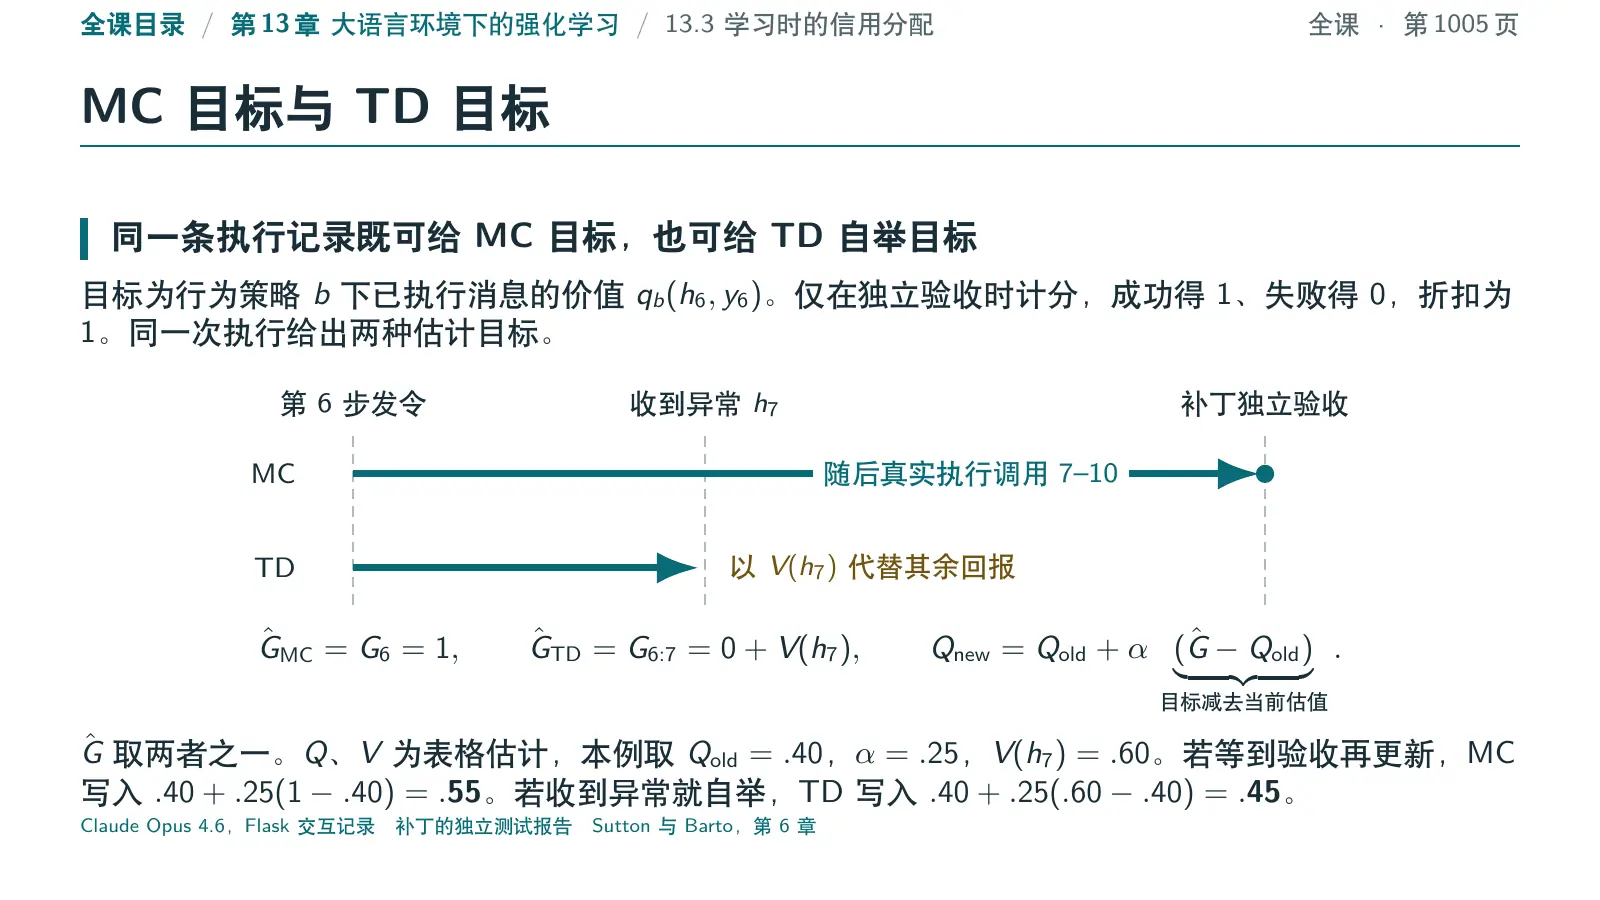 全课目录 / 第 13 章 大语言环境下的强化学习 / 13.3 学习时的信用分配 全课 · 第 1005 页
MC 目标与 TD 目标
同一条执行记录既可给 MC 目标，也可给 TD 自举目标
目标为行为策略 b 下已执行消息的价值 q_b(h_6, y_6)。仅在独立验收时计分，成功得 1、失败得 0，折扣为
1。同一次执行给出两种估计目标。
第 6 步发令 收到异常 h_7 补丁独立验收
MC 随后真实执行调用 7–10
TD 以 V(h_7) 代替其余回报
Ĝ_MC = G_6 = 1, Ĝ_TD = G_{6:7} = 0 + V(h_7), Q_new = Q_old + α (Ĝ − Q_old) .
目标减去当前估值
Ĝ 取两者之一。Q、V 为表格估计，本例取 Q_old = .40，α = .25，V(h_7) = .60。若等到验收再更新，MC
写入 .40 + .25(1 − .40) = .55。若收到异常就自举，TD 写入 .40 + .25(.60 − .40) = .45。
Claude Opus 4.6，Flask 交互记录 补丁的独立测试报告 Sutton 与 Barto，第 6 章